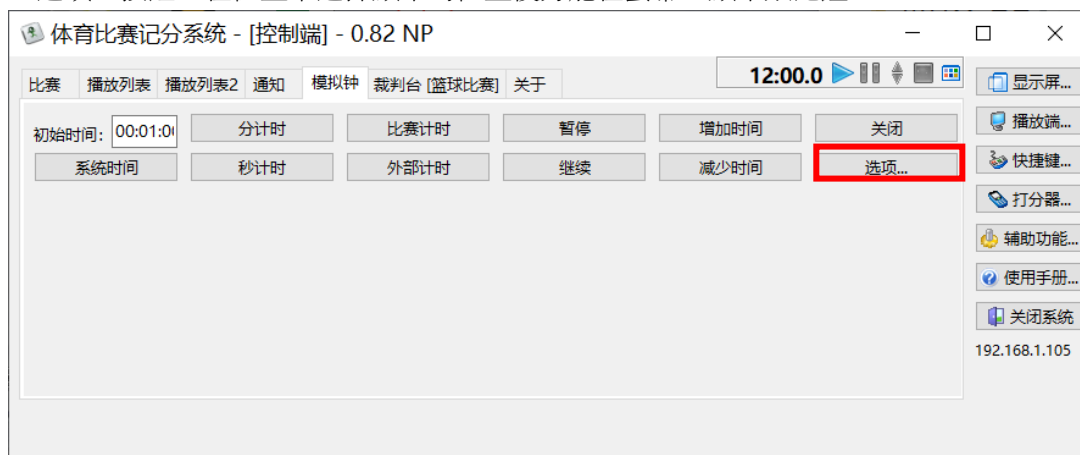 体育比赛记分系统 - [控制端] - 0.82 NP
比赛 播放列表 播放列表2 通知 模拟钟 裁判台 [篮球比赛] 关于
12:00.0
初始时间: 00:01:0 分计时 比赛计时 暂停 增加时间 关闭
系统时间 秒计时 外部计时 继续 减少时间 选项...
显示屏...
播放端...
快捷键...
打分器...
辅助功能...
使用手册...
关闭系统
192.168.1.105